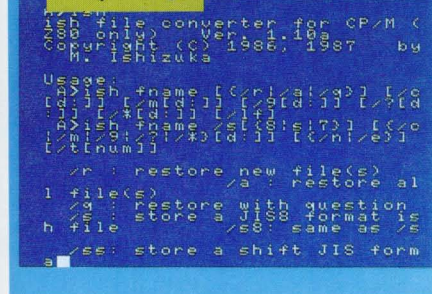 ish file converter for CP/M (
Z80 only) Ver. 1.10a
Copyright (C) 1986, 1987 by
M. Ishizuka
Usage:
A>ish fname [{/r|/a|/q}] [/c
[d:]] [/m[d:]] [/9[d:]] [/?[d
:]] [/*[d:]] [/lf]
A>ish fname /s[{8|s|7}] [{/c
|/m|/9|/?|/*}[d:]] [{/n|/e}]
[/t[num]]
/r : restore new file(s)
/a : restore al
l file(s)
/q : restore with question
/s : store a JIS8 format is
h file /s8: same as /s
/ss: store a shift JIS form
a